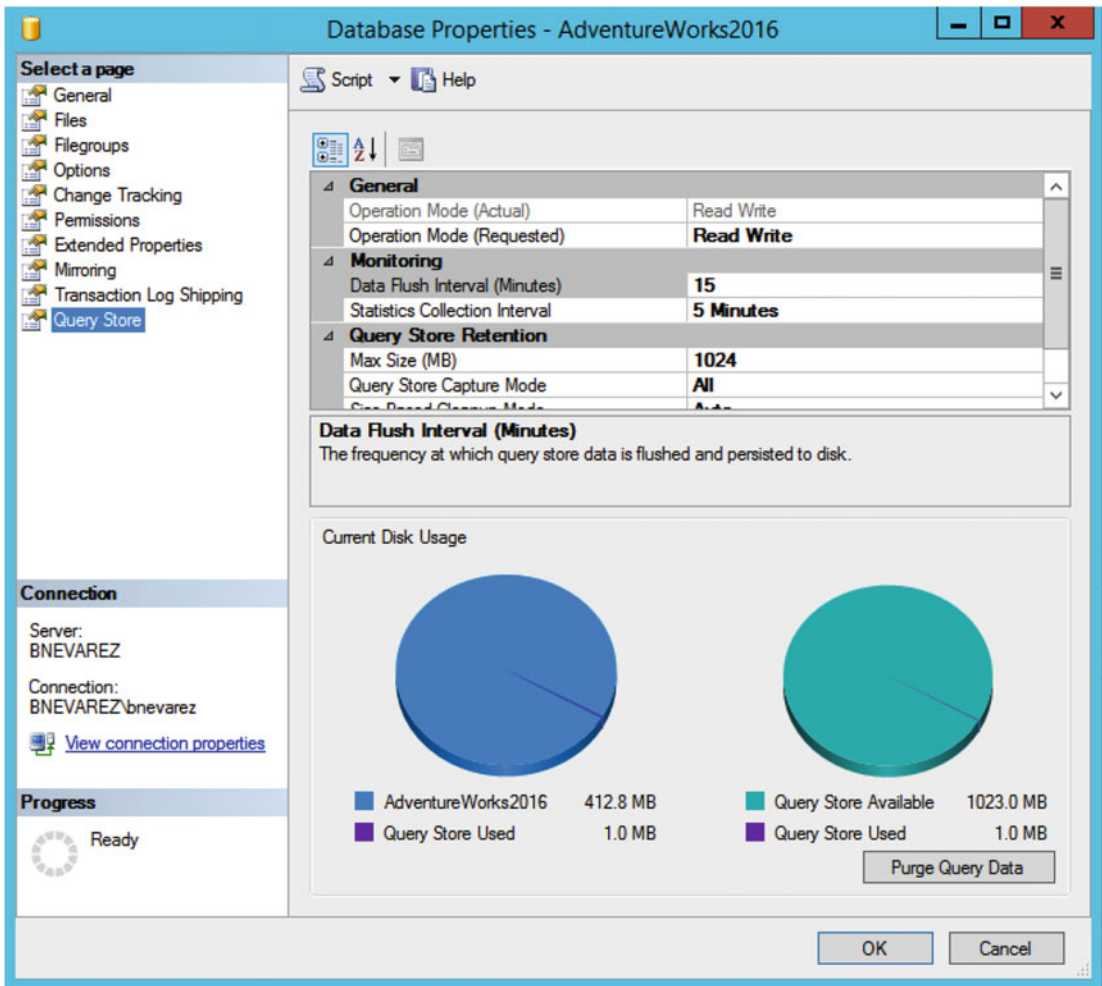 Database Properties - AdventureWorks2016
Select a page
General
Files
Filegroups
Options
Change Tracking
Permissions
Extended Properties
Mirroring
Transaction Log Shipping
Query Store
Connection
Server:
BNEVAREZ
Connection:
BNEVAREZ\bnevarez
View connection properties
Progress
Ready
Script Help
General
Operation Mode (Actual) Read Write
Operation Mode (Requested) Read Write
Monitoring
Data Flush Interval (Minutes) 15
Statistics Collection Interval 5 Minutes
Query Store Retention
Max Size (MB) 1024
Query Store Capture Mode All
Size Based Cleanup Mode Auto
Data Flush Interval (Minutes)
The frequency at which query store data is flushed and persisted to disk.
Current Disk Usage
AdventureWorks2016 412.8 MB
Query Store Used 1.0 MB
Query Store Available 1023.0 MB
Query Store Used 1.0 MB
Purge Query Data
OK Cancel